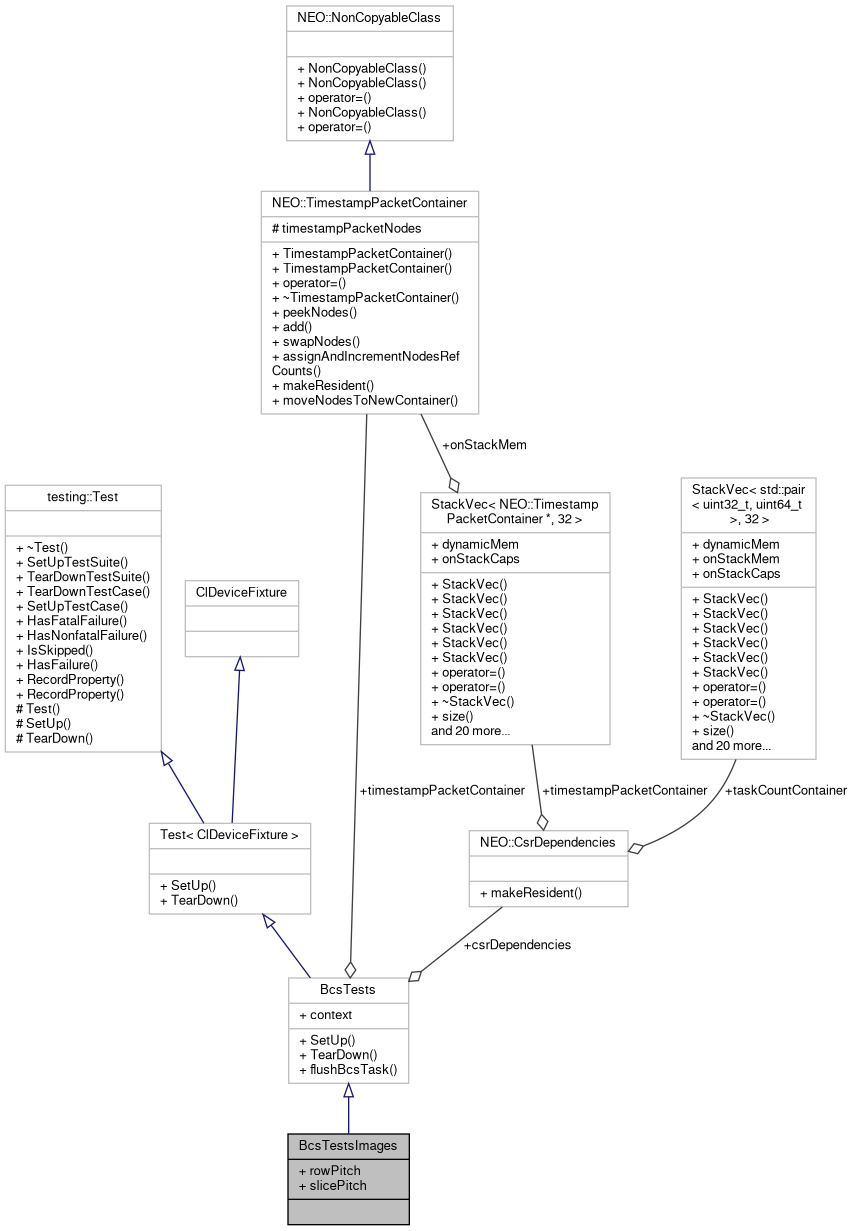 NEO::NonCopyableClass
+ NonCopyableClass()
+ NonCopyableClass()
+ operator=()
+ NonCopyableClass()
+ operator=()
NEO::TimestampPacketContainer
# timestampPacketNodes
+ TimestampPacketContainer()
+ TimestampPacketContainer()
+ operator=()
+ ~TimestampPacketContainer()
+ peekNodes()
+ add()
+ swapNodes()
+ assignAndIncrementNodesRef
Counts()
+ makeResident()
+ moveNodesToNewContainer()
+onStackMem
testing::Test
+ ~Test()
+ SetUpTestSuite()
+ TearDownTestSuite()
+ TearDownTestCase()
+ SetUpTestCase()
+ HasFatalFailure()
+ HasNonfatalFailure()
+ IsSkipped()
+ HasFailure()
+ RecordProperty()
+ RecordProperty()
# Test()
# SetUp()
# TearDown()
ClDeviceFixture
StackVec< NEO::Timestamp
PacketContainer *, 32 >
+ dynamicMem
+ onStackCaps
+ StackVec()
+ StackVec()
+ StackVec()
+ StackVec()
+ StackVec()
+ StackVec()
+ operator=()
+ operator=()
+ ~StackVec()
+ size()
and 20 more...
StackVec< std::pair
< uint32_t, uint64_t
>, 32 >
+ dynamicMem
+ onStackMem
+ onStackCaps
+ StackVec()
+ StackVec()
+ StackVec()
+ StackVec()
+ StackVec()
+ StackVec()
+ operator=()
+ operator=()
+ ~StackVec()
+ size()
and 20 more...
+timestampPacketContainer
+timestampPacketContainer
+taskCountContainer
Test< ClDeviceFixture >
+ SetUp()
+ TearDown()
NEO::CsrDependencies
+ makeResident()
+csrDependencies
BcsTests
+ context
+ SetUp()
+ TearDown()
+ flushBcsTask()
BcsTestsImages
+ rowPitch
+ slicePitch